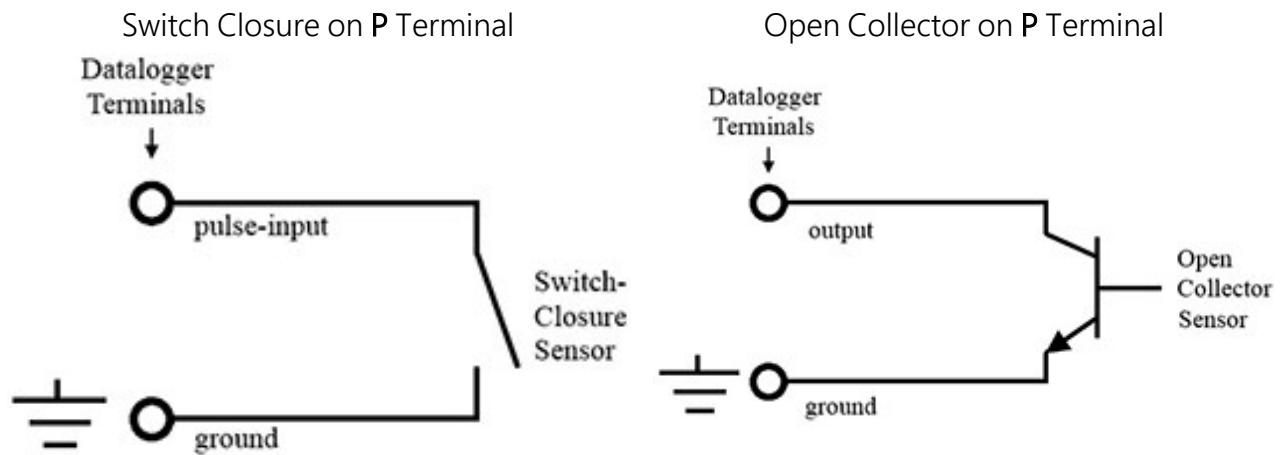 Switch Closure on P Terminal
Datalogger
Terminals
pulse-input
Switch-
Closure
Sensor
ground
Open Collector on P Terminal
Datalogger
Terminals
output
Open
Collector
Sensor
ground